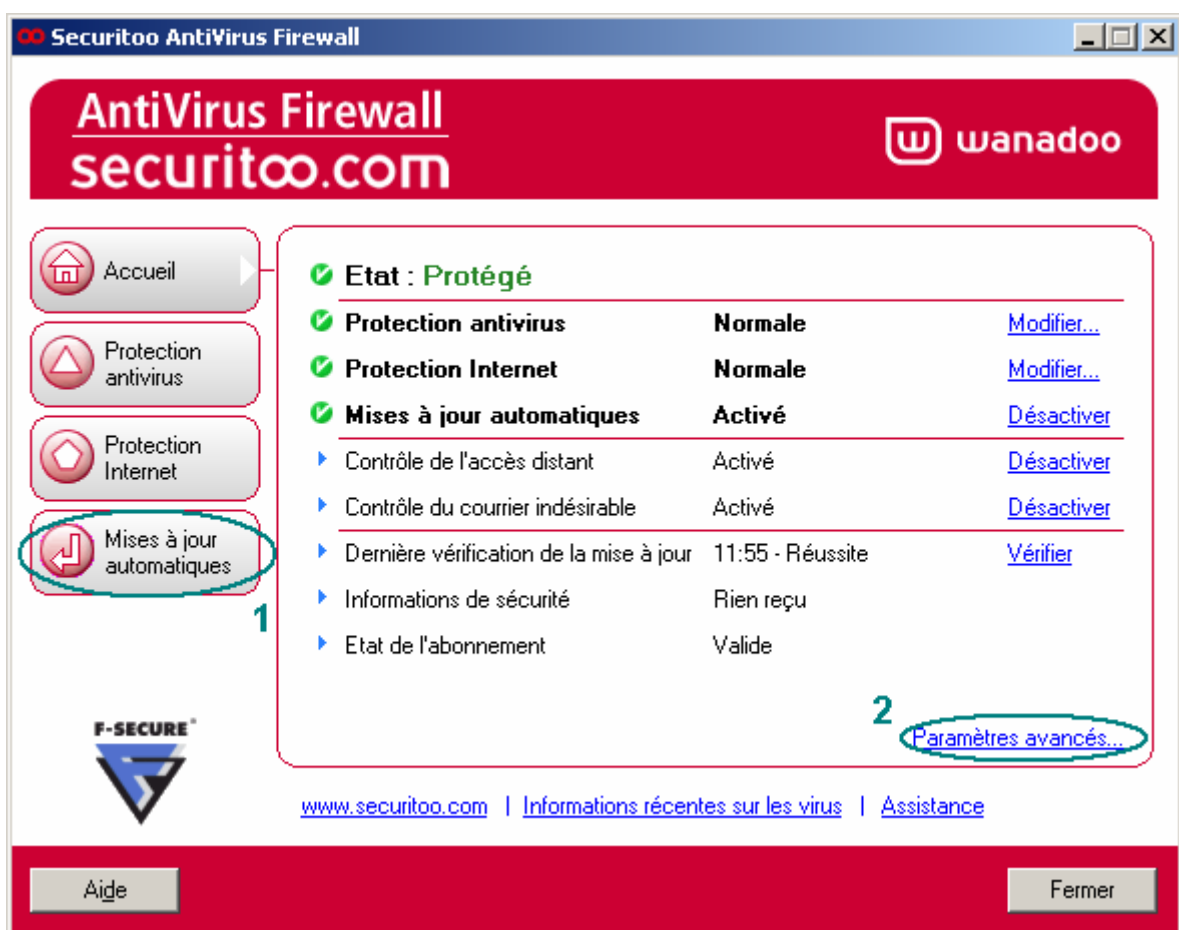 Securitoo AntiVirus Firewall
AntiVirus Firewall
securitoo.com
wanadoo
Accueil
Protection
antivirus
Protection
Internet
Mises à jour
automatiques
1
F-SECURE®
Etat : Protégé
Protection antivirus Normale Modifier...
Protection Internet Normale Modifier...
Mises à jour automatiques Activé Désactiver
Contrôle de l'accès distant Activé Désactiver
Contrôle du courrier indésirable Activé Désactiver
Dernière vérification de la mise à jour 11:55 - Réussite Vérifier
Informations de sécurité Rien reçu
Etat de l'abonnement Valide
2
Paramètres avancés...
www.securitoo.com | Informations récentes sur les virus | Assistance
Aide Fermer